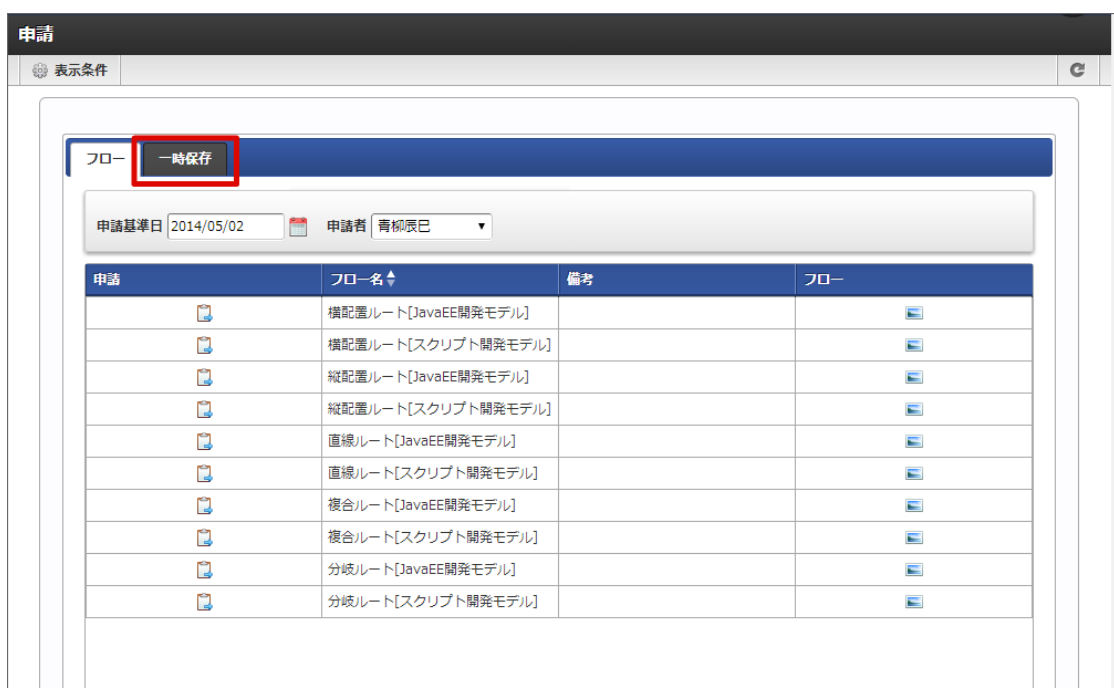 申請
表示条件
フロー 一時保存
申請基準日 2014/05/02 申請者 青柳辰巳
申請 フロー名 備考 フロー
横配置ルート[JavaEE開発モデル]
横配置ルート[スクリプト開発モデル]
縦配置ルート[JavaEE開発モデル]
縦配置ルート[スクリプト開発モデル]
直線ルート[JavaEE開発モデル]
直線ルート[スクリプト開発モデル]
複合ルート[JavaEE開発モデル]
複合ルート[スクリプト開発モデル]
分岐ルート[JavaEE開発モデル]
分岐ルート[スクリプト開発モデル]